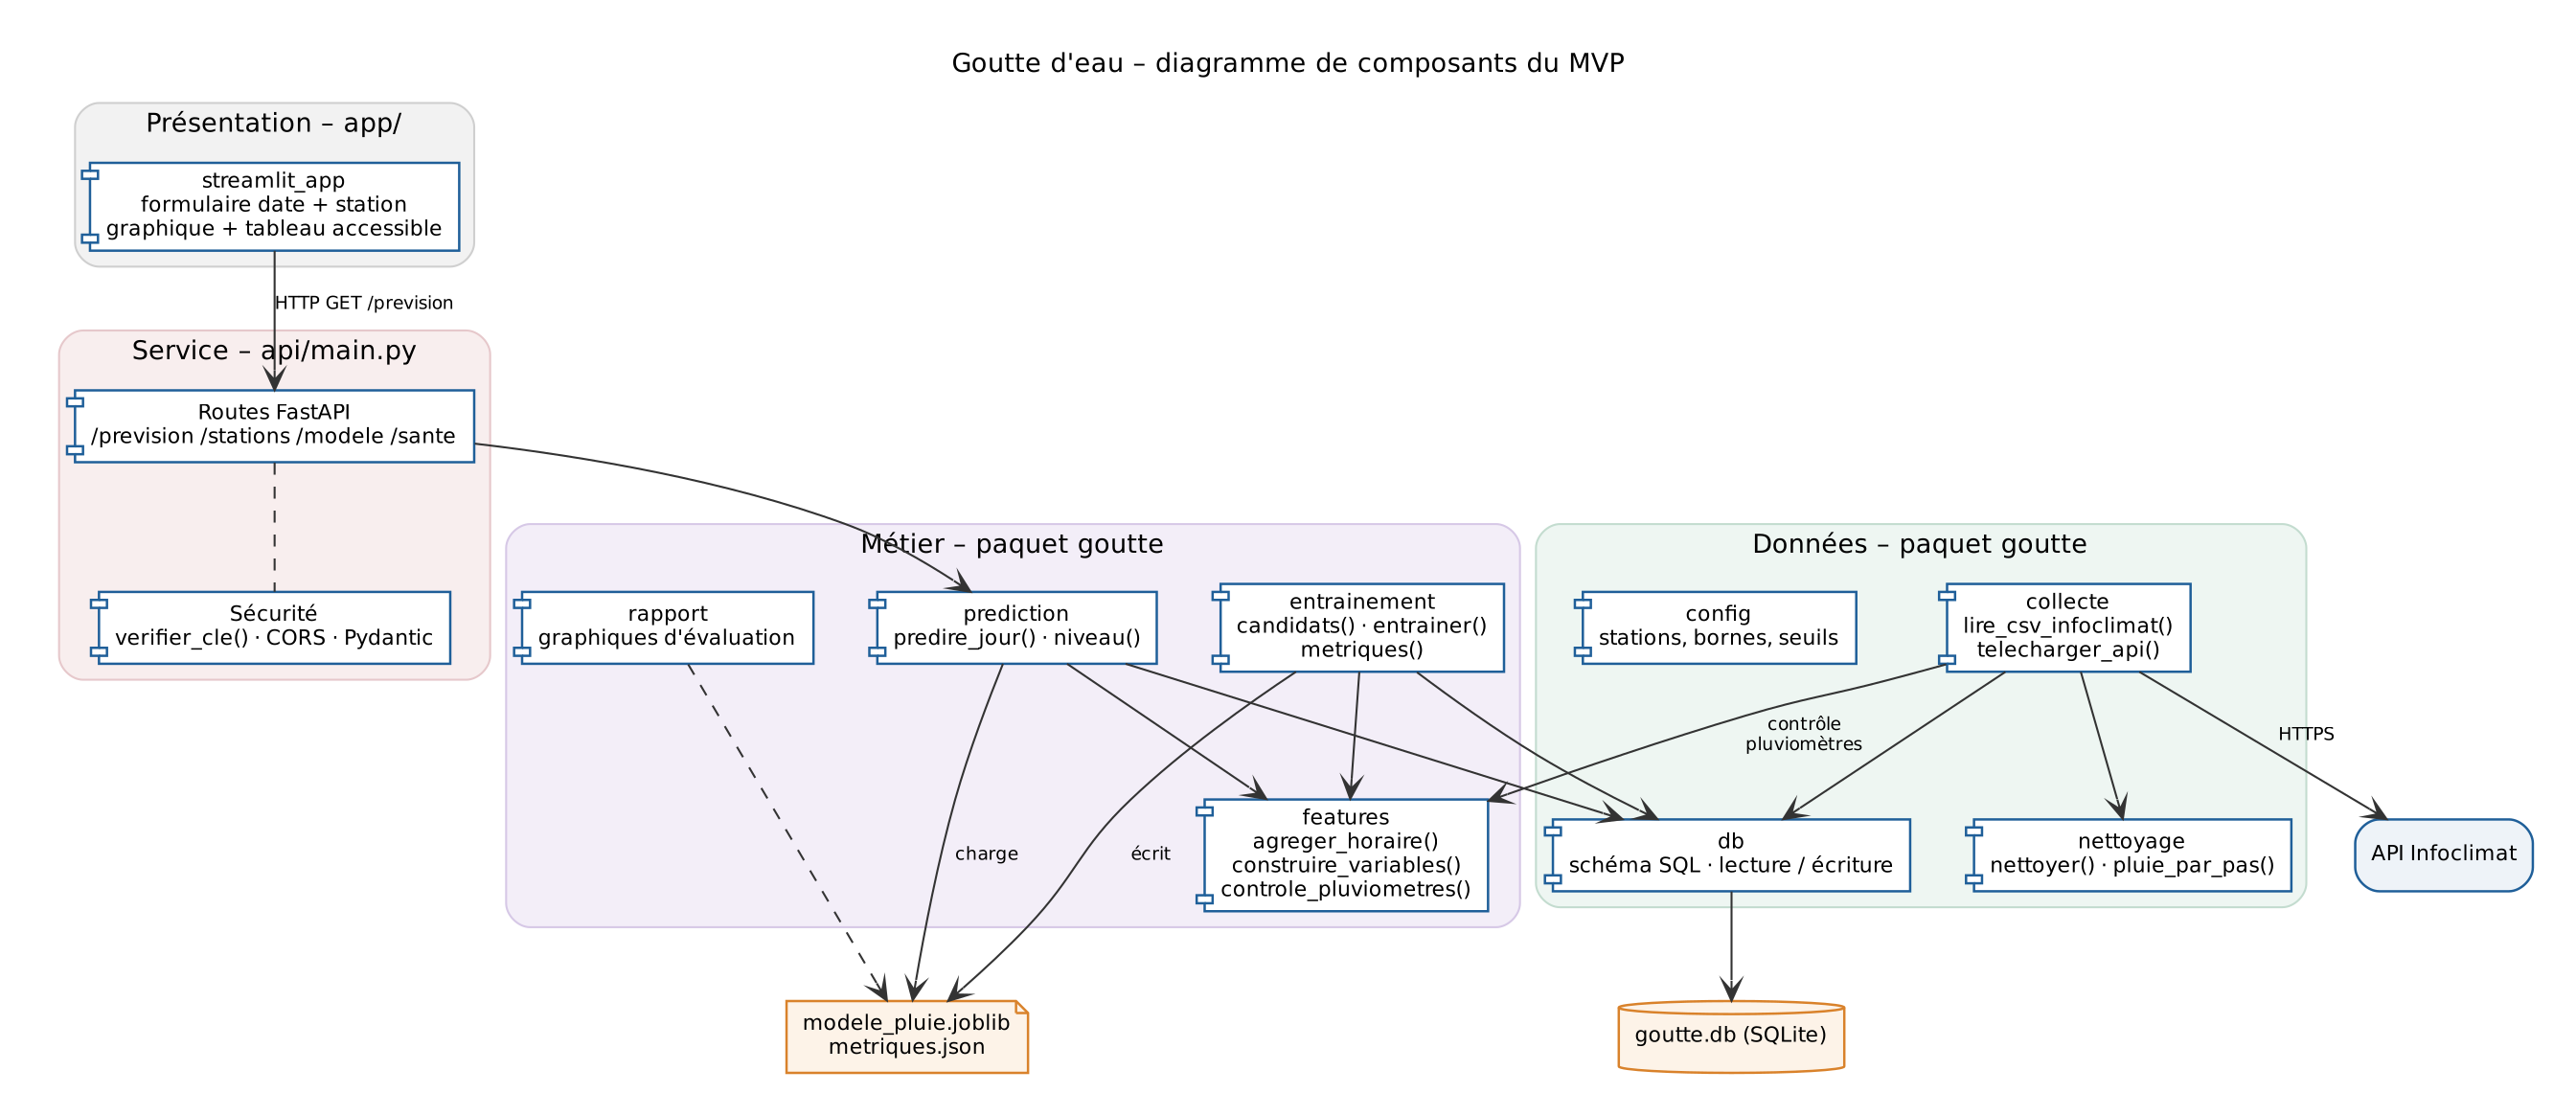 Goutte d'eau – diagramme de composants du MVP
Présentation – app/
streamlit_app
formulaire date + station
graphique + tableau accessible
HTTP GET /prevision
Service – api/main.py
Routes FastAPI
/prevision /stations /modele /sante
Sécurité
verifier_cle() · CORS · Pydantic
Métier – paquet goutte
rapport
graphiques d'évaluation
prediction
predire_jour() · niveau()
entrainement
candidats() · entrainer()
metriques()
features
agreger_horaire()
construire_variables()
controle_pluviometres()
charge
écrit
Données – paquet goutte
config
stations, bornes, seuils
collecte
lire_csv_infoclimat()
telecharger_api()
contrôle
pluviomètres
HTTPS
db
schéma SQL · lecture / écriture
nettoyage
nettoyer() · pluie_par_pas()
API Infoclimat
modele_pluie.joblib
metriques.json
goutte.db (SQLite)